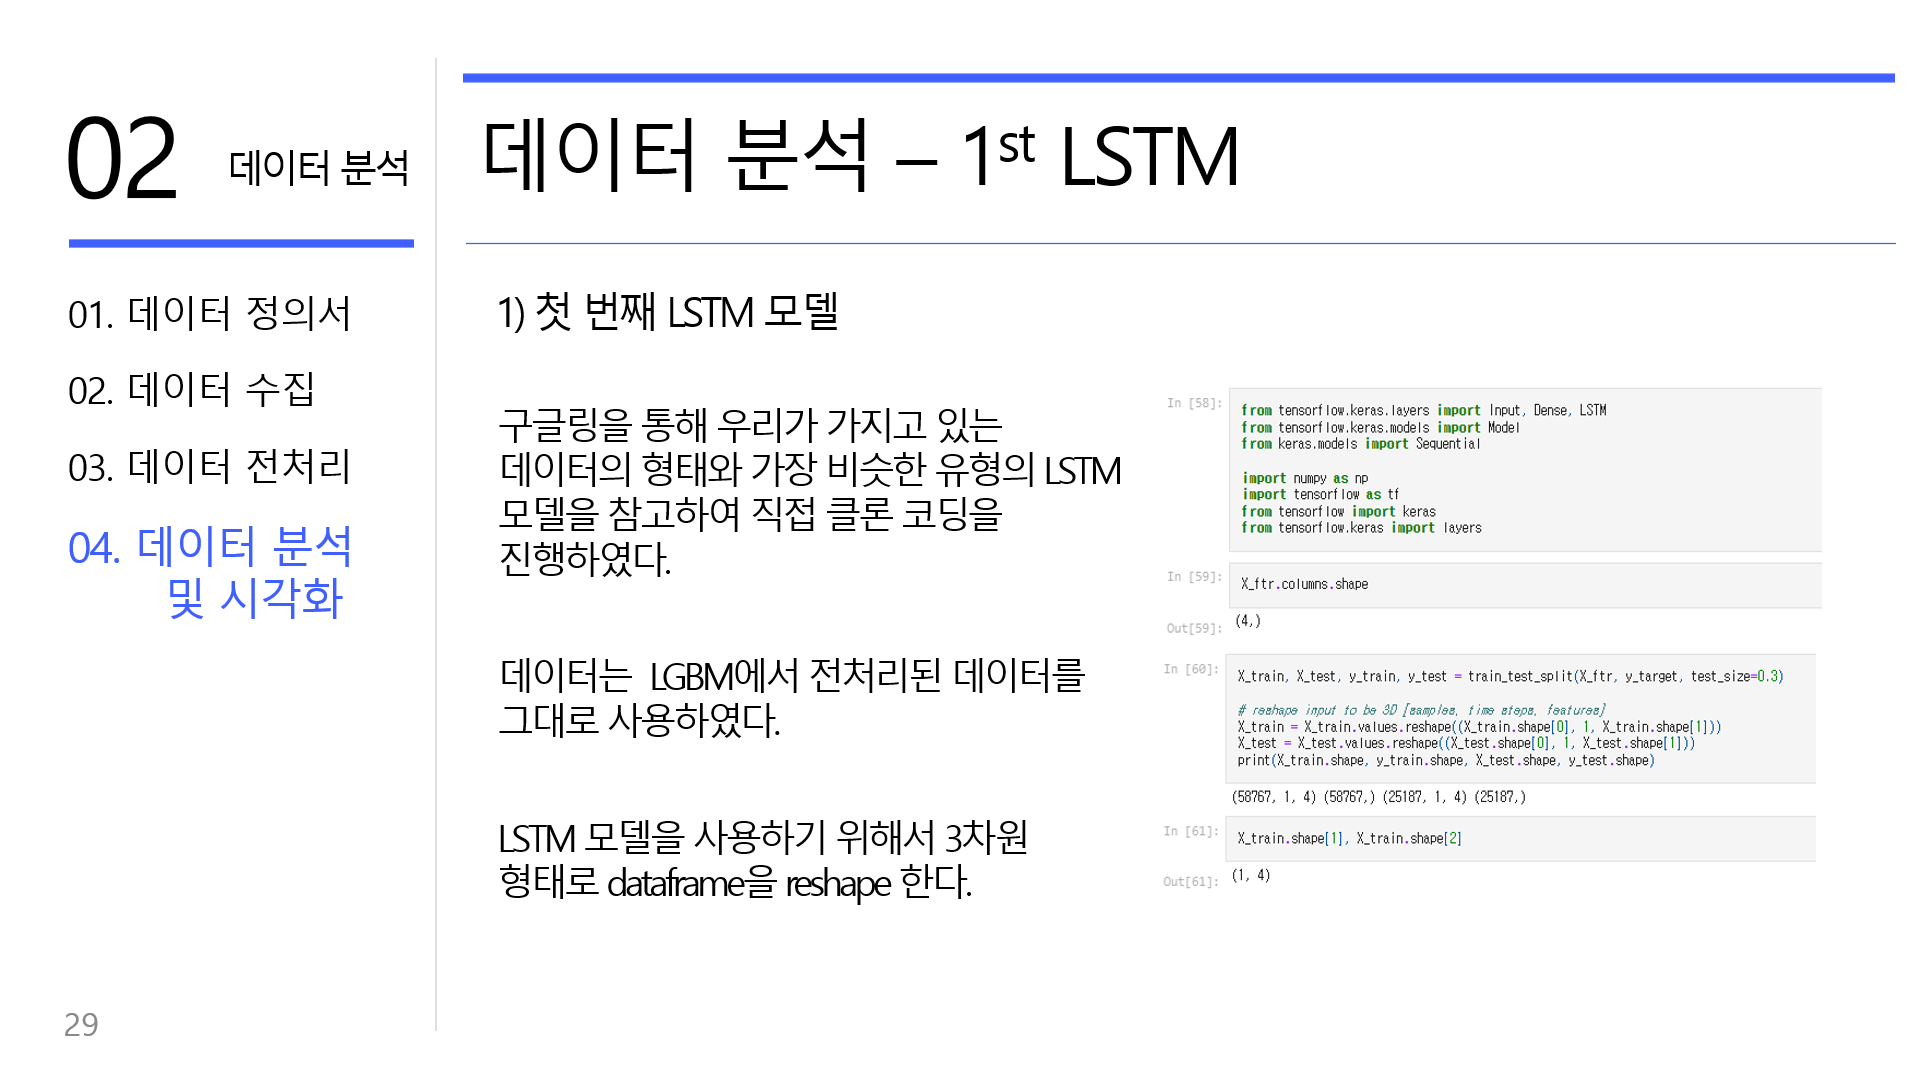 02 데이터 분석
01. 데이터 정의서
02. 데이터 수집
03. 데이터 전처리
04. 데이터 분석
및 시각화
29
데이터 분석 – 1st LSTM
1) 첫 번째 LSTM 모델
구글링을 통해 우리가 가지고 있는
데이터의 형태와 가장 비슷한 유형의 LSTM
모델을 참고하여 직접 클론 코딩을
진행하였다.
데이터는 LGBM에서 전처리된 데이터를
그대로 사용하였다.
LSTM 모델을 사용하기 위해서 3차원
형태로 dataframe을 reshape 한다.
In [58]:
from tensorflow.keras.layers import Input, Dense, LSTM
from tensorflow.keras.models import Model
from keras.models import Sequential
import numpy as np
import tensorflow as tf
from tensorflow import keras
from tensorflow.keras import layers
In [59]:
X_ftr.columns.shape
Out[59]:
(4,)
In [60]:
X_train, X_test, y_train, y_test = train_test_split(X_ftr, y_target, test_size=0.3)
# reshape input to be 3D [samples, time steps, features]
X_train = X_train.values.reshape((X_train.shape[0], 1, X_train.shape[1]))
X_test = X_test.values.reshape((X_test.shape[0], 1, X_test.shape[1]))
print(X_train.shape, y_train.shape, X_test.shape, y_test.shape)
(58767, 1, 4) (58767,) (25187, 1, 4) (25187,)
In [61]:
X_train.shape[1], X_train.shape[2]
Out[61]:
(1, 4)